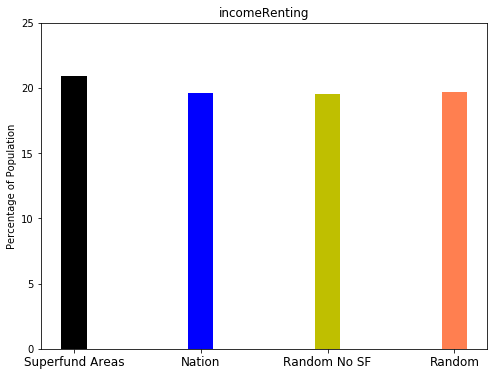 incomeRenting
Percentage of Population
25
20
15
10
5
0
Superfund Areas
Nation
Random No SF
Random